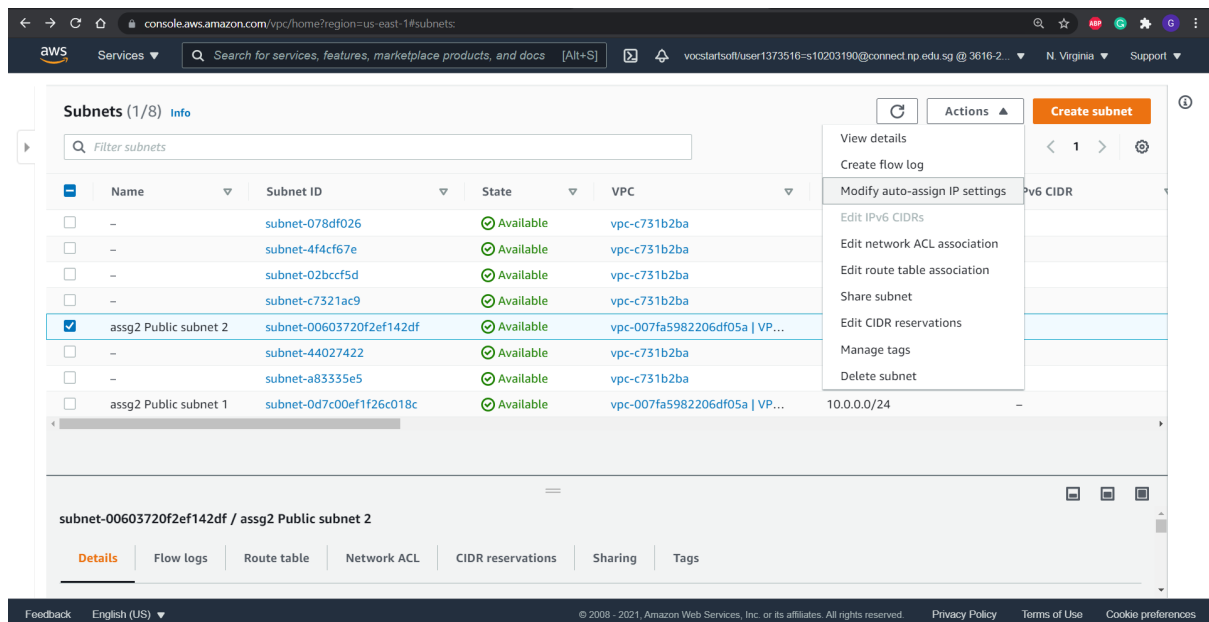 console.aws.amazon.com/vpc/home?region=us-east-1#subnets:
ABP
G
G
aws
Services ▼
Search for services, features, marketplace products, and docs [Alt+S]
vocstartsoft/user1373516=s10203190@connect.np.edu.sg @ 3616-2... ▼
N. Virginia ▼
Support ▼
Subnets (1/8) Info
Actions ▲
Create subnet
Filter subnets
1
View details
Create flow log
Modify auto-assign IP settings
Edit IPv6 CIDRs
Edit network ACL association
Edit route table association
Share subnet
Edit CIDR reservations
Manage tags
Delete subnet
Name Subnet ID State VPC Pv6 CIDR
– subnet-078df026 Available vpc-c731b2ba
– subnet-4f4cf67e Available vpc-c731b2ba
– subnet-02bccf5d Available vpc-c731b2ba
– subnet-c7321ac9 Available vpc-c731b2ba
assg2 Public subnet 2 subnet-00603720f2ef142df Available vpc-007fa5982206df05a | VP...
– subnet-44027422 Available vpc-c731b2ba
– subnet-a83335e5 Available vpc-c731b2ba
assg2 Public subnet 1 subnet-0d7c00ef1f26c018c Available vpc-007fa5982206df05a | VP... 10.0.0.0/24 –
subnet-00603720f2ef142df / assg2 Public subnet 2
Details Flow logs Route table Network ACL CIDR reservations Sharing Tags
Feedback English (US) ▼ © 2008 - 2021, Amazon Web Services, Inc. or its affiliates. All rights reserved. Privacy Policy Terms of Use Cookie preferences